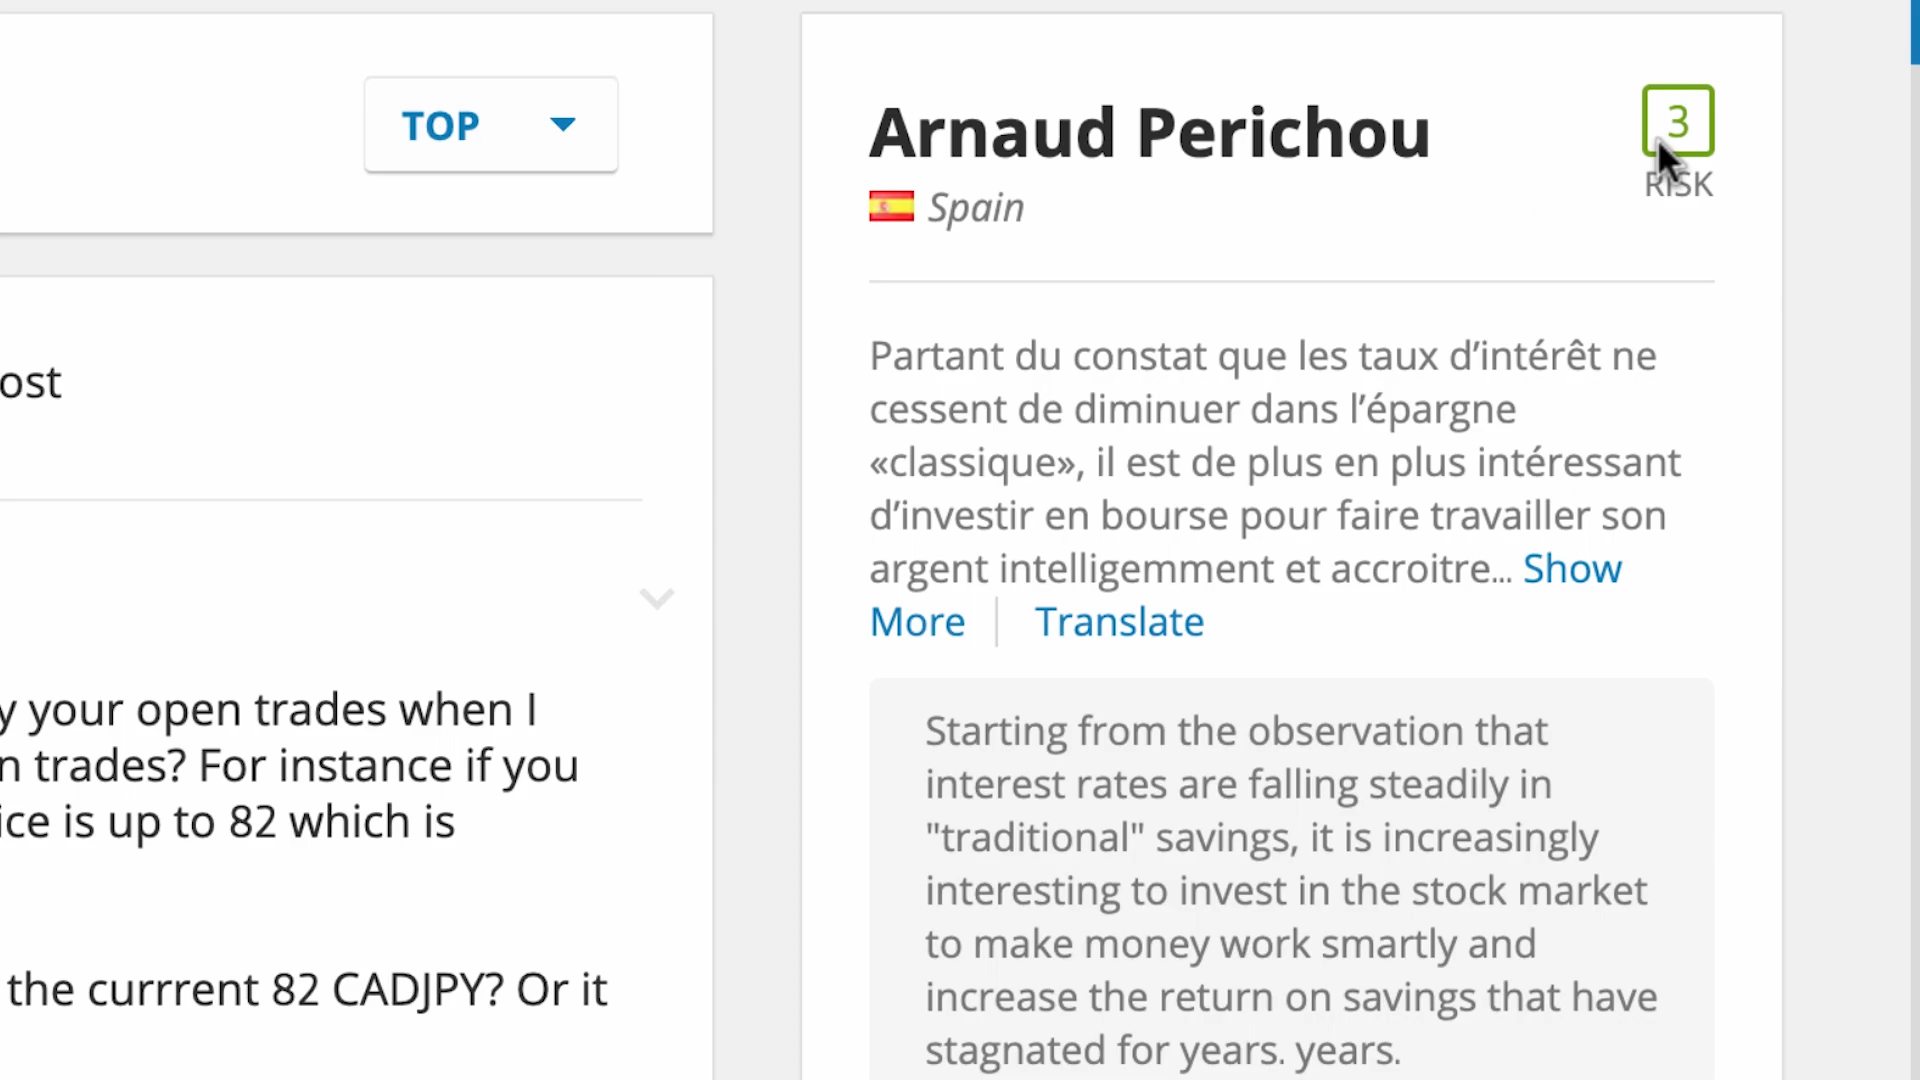 TOP
ost
y your open trades when I
n trades? For instance if you
ice is up to 82 which is
the currrent 82 CADJPY? Or it
Arnaud Perichou
3
RISK
Spain
Partant du constat que les taux d’intérêt ne
cessent de diminuer dans l’épargne
«classique», il est de plus en plus intéressant
d’investir en bourse pour faire travailler son
argent intelligemment et accroitre... Show
More | Translate
Starting from the observation that
interest rates are falling steadily in
"traditional" savings, it is increasingly
interesting to invest in the stock market
to make money work smartly and
increase the return on savings that have
stagnated for years. years.